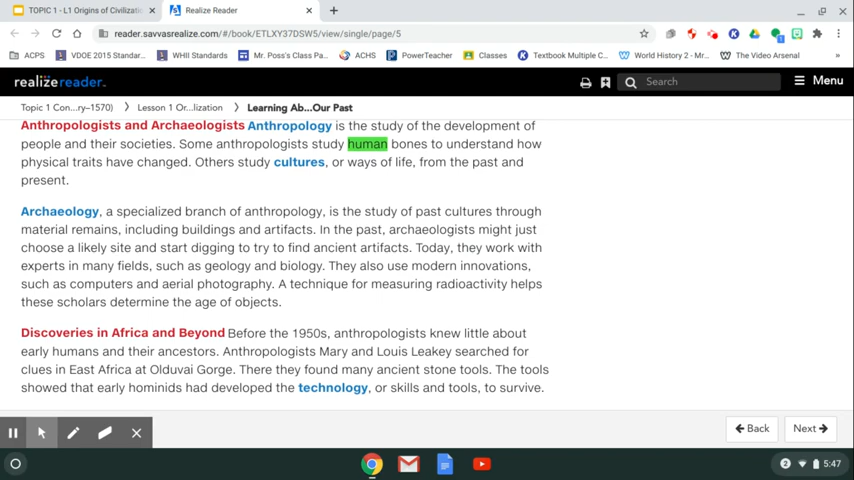 TOPIC 1 - L1 Origins of Civilizatio
Realize Reader
reader.savvasrealize.com/#/book/ETLXY37DSW5/view/single/page/5
ACPS
VDOE 2015 Standar...
WHII Standards
Mr. Poss's Class Pa...
ACHS
PowerTeacher
Classes
Textbook Multiple C...
World History 2 - Mr...
The Video Arsenal
»
realizereader™
Search
Menu
Topic 1 Con...ry–1570) > Lesson 1 Or...lization > Learning Ab...Our Past
Anthropologists and Archaeologists Anthropology is the study of the development of
people and their societies. Some anthropologists study human bones to understand how
physical traits have changed. Others study cultures, or ways of life, from the past and
present.
Archaeology, a specialized branch of anthropology, is the study of past cultures through
material remains, including buildings and artifacts. In the past, archaeologists might just
choose a likely site and start digging to try to find ancient artifacts. Today, they work with
experts in many fields, such as geology and biology. They also use modern innovations,
such as computers and aerial photography. A technique for measuring radioactivity helps
these scholars determine the age of objects.
Discoveries in Africa and Beyond Before the 1950s, anthropologists knew little about
early humans and their ancestors. Anthropologists Mary and Louis Leakey searched for
clues in East Africa at Olduvai Gorge. There they found many ancient stone tools. The tools
showed that early hominids had developed the technology, or skills and tools, to survive.
Back
Next
2
5:47